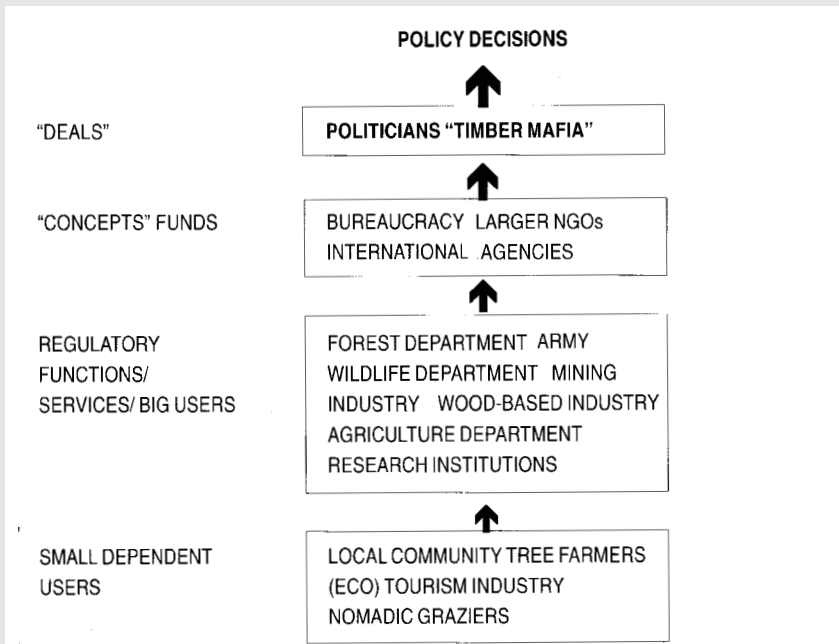 POLICY DECISIONS
"DEALS"
POLITICIANS "TIMBER MAFIA"
"CONCEPTS" FUNDS
BUREAUCRACY LARGER NGOs
INTERNATIONAL AGENCIES
REGULATORY
FUNCTIONS/
SERVICES/ BIG USERS
FOREST DEPARTMENT ARMY
WILDLIFE DEPARTMENT MINING
INDUSTRY WOOD-BASED INDUSTRY
AGRICULTURE DEPARTMENT
RESEARCH INSTITUTIONS
SMALL DEPENDENT
USERS
LOCAL COMMUNITY TREE FARMERS
(ECO) TOURISM INDUSTRY
NOMADIC GRAZIERS